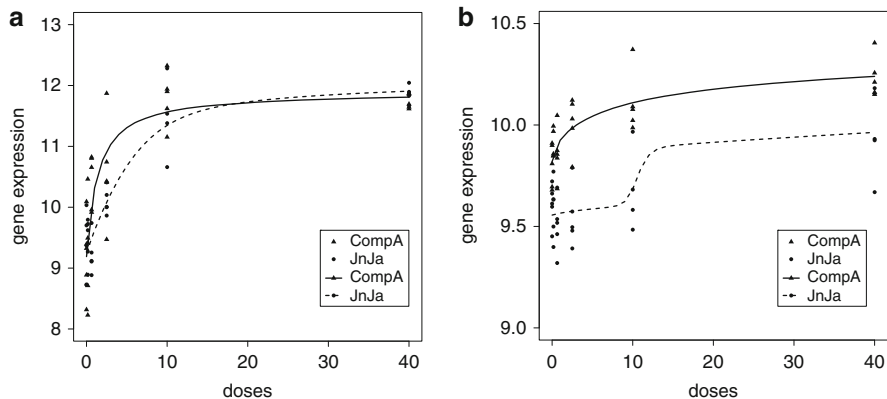 a
13
12
11
10
9
8
gene expression
0
10
20
30
40
doses
CompA
JnJa
CompA
JnJa
b
10.5
10.0
9.5
9.0
gene expression
0
10
20
30
40
doses
CompA
JnJa
CompA
JnJa